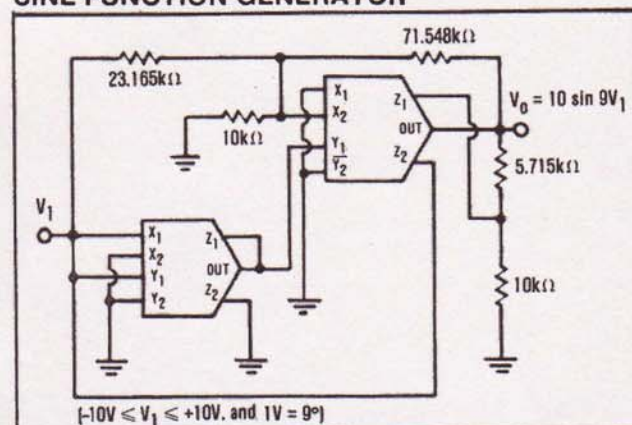 SINE FUNCTION GENERATOR
71.548kΩ
23.165kΩ
X1
Z1
V0 = 10 sin 9V1
10kΩ
X2
OUT
Y1
Z2
5.715kΩ
Y2
V1
X1
Z1
X2
OUT
10kΩ
Y1
Z2
Y2
(-10V ≤ V1 ≤ +10V, and 1V = 9°)